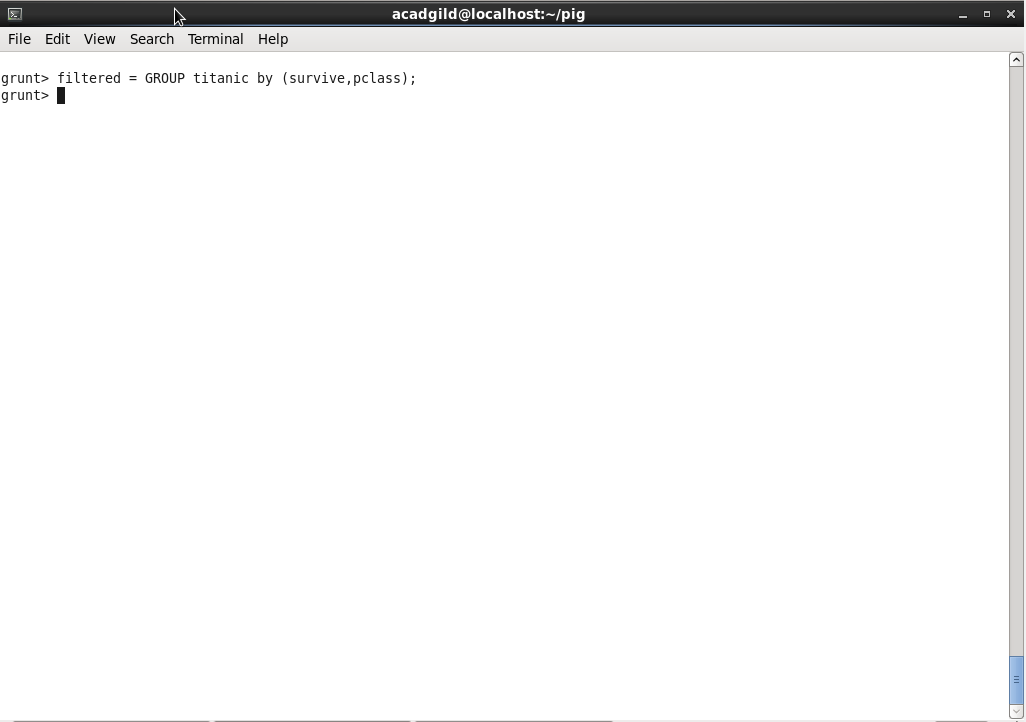 acadgild@localhost:~/pig
File Edit View Search Terminal Help
grunt> filtered = GROUP titanic by (survive,pclass);
grunt>